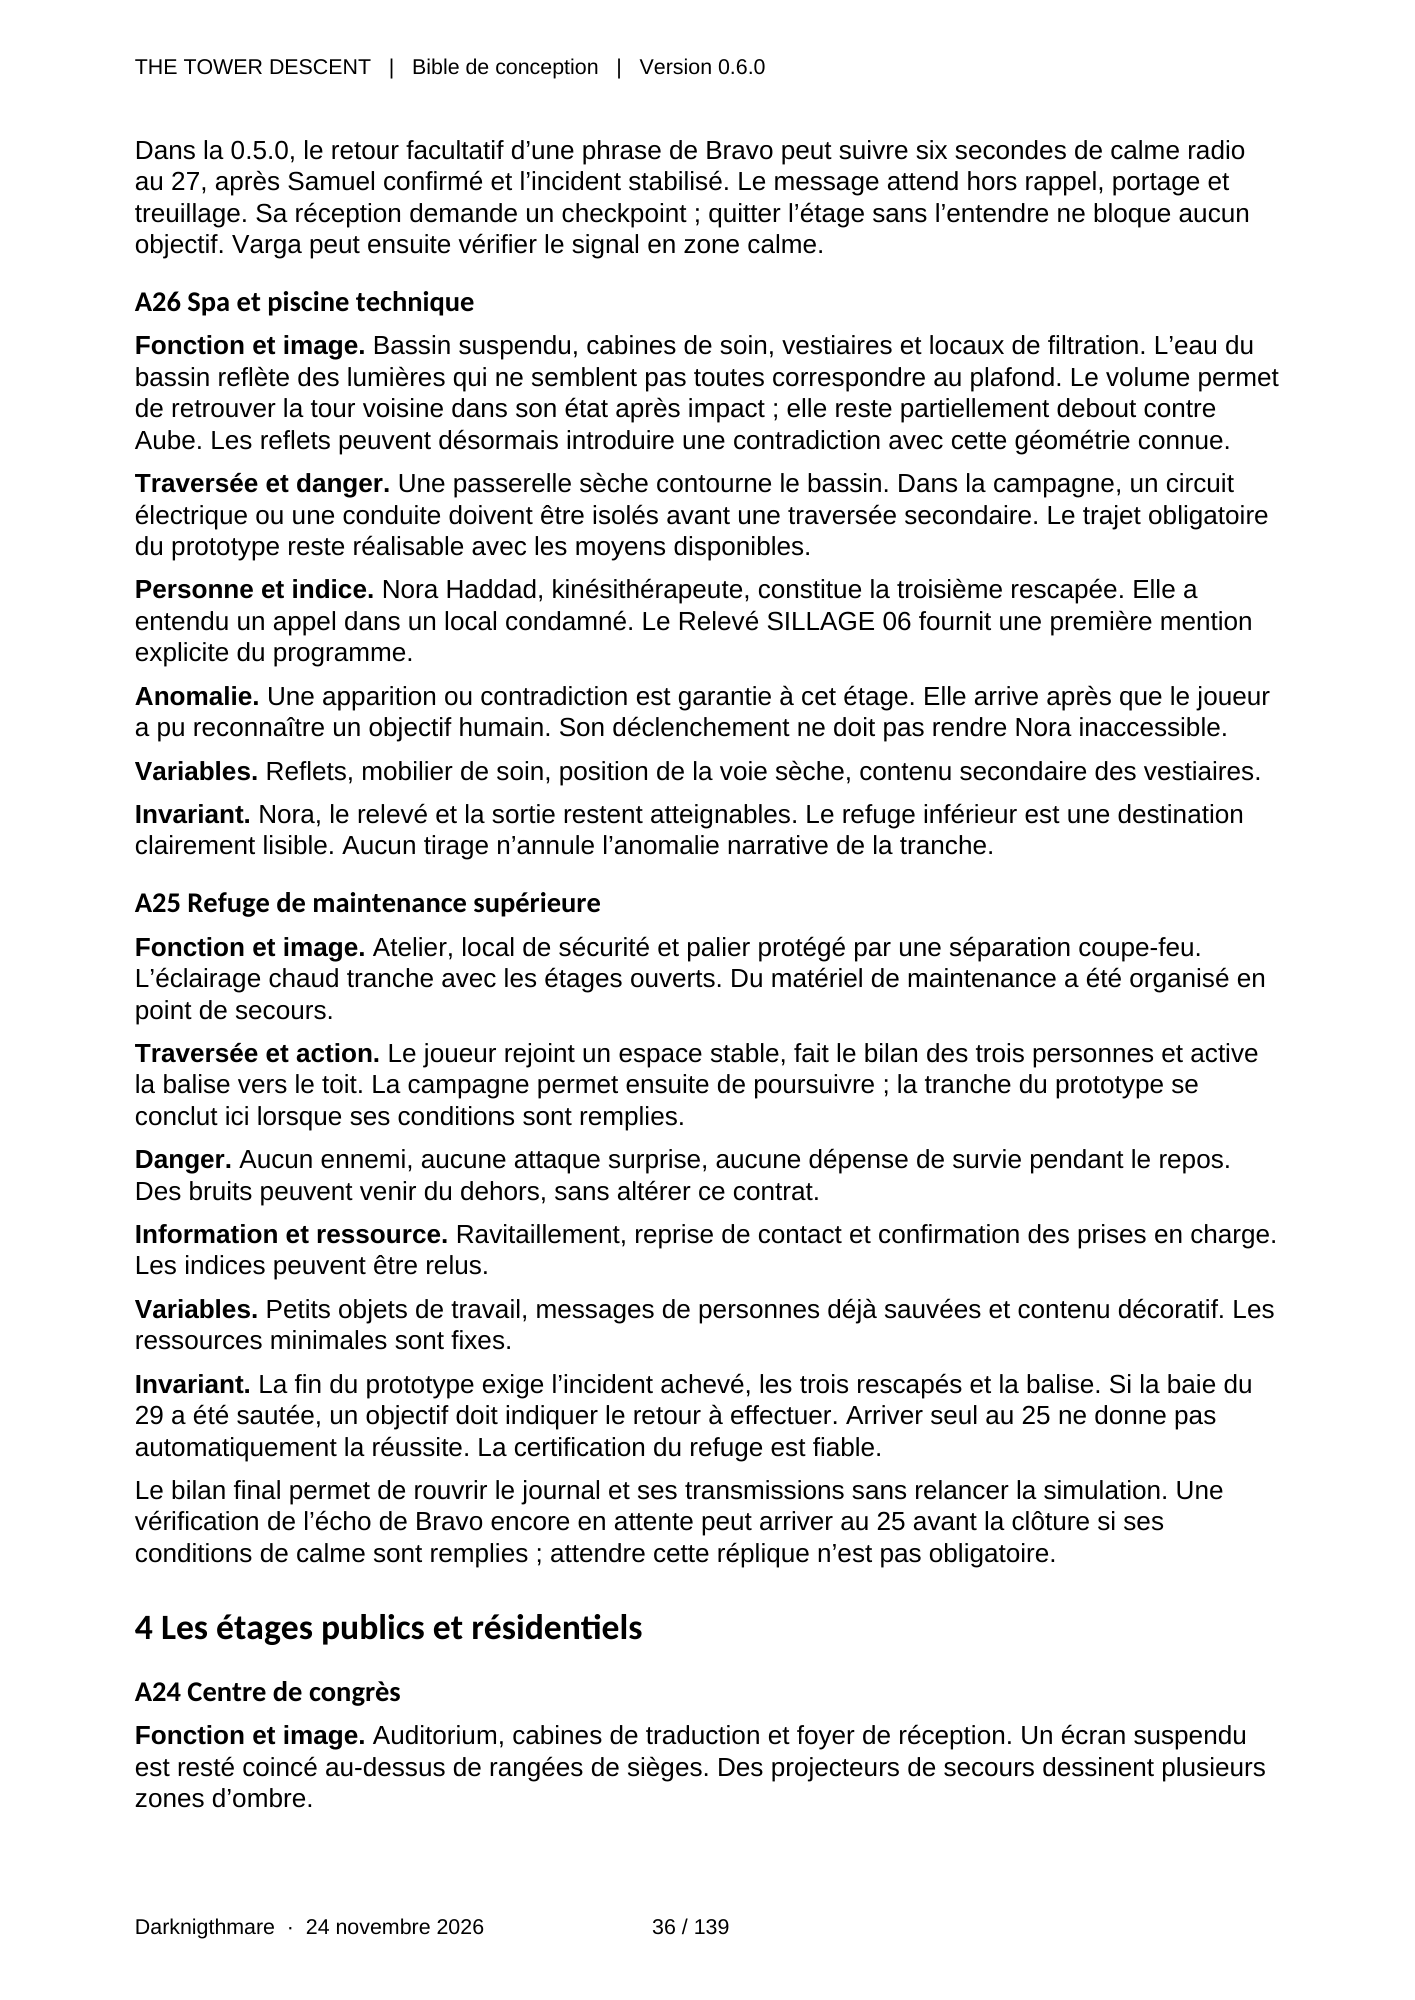 THE TOWER DESCENT | Bible de conception | Version 0.6.0
Dans la 0.5.0, le retour facultatif d’une phrase de Bravo peut suivre six secondes de calme radio
au 27, après Samuel confirmé et l’incident stabilisé. Le message attend hors rappel, portage et
treuillage. Sa réception demande un checkpoint ; quitter l’étage sans l’entendre ne bloque aucun
objectif. Varga peut ensuite vérifier le signal en zone calme.
A26 Spa et piscine technique
Fonction et image. Bassin suspendu, cabines de soin, vestiaires et locaux de filtration. L’eau du
bassin reflète des lumières qui ne semblent pas toutes correspondre au plafond. Le volume permet
de retrouver la tour voisine dans son état après impact ; elle reste partiellement debout contre
Aube. Les reflets peuvent désormais introduire une contradiction avec cette géométrie connue.
Traversée et danger. Une passerelle sèche contourne le bassin. Dans la campagne, un circuit
électrique ou une conduite doivent être isolés avant une traversée secondaire. Le trajet obligatoire
du prototype reste réalisable avec les moyens disponibles.
Personne et indice. Nora Haddad, kinésithérapeute, constitue la troisième rescapée. Elle a
entendu un appel dans un local condamné. Le Relevé SILLAGE 06 fournit une première mention
explicite du programme.
Anomalie. Une apparition ou contradiction est garantie à cet étage. Elle arrive après que le joueur
a pu reconnaître un objectif humain. Son déclenchement ne doit pas rendre Nora inaccessible.
Variables. Reflets, mobilier de soin, position de la voie sèche, contenu secondaire des vestiaires.
Invariant. Nora, le relevé et la sortie restent atteignables. Le refuge inférieur est une destination
clairement lisible. Aucun tirage n’annule l’anomalie narrative de la tranche.
A25 Refuge de maintenance supérieure
Fonction et image. Atelier, local de sécurité et palier protégé par une séparation coupe-feu.
L’éclairage chaud tranche avec les étages ouverts. Du matériel de maintenance a été organisé en
point de secours.
Traversée et action. Le joueur rejoint un espace stable, fait le bilan des trois personnes et active
la balise vers le toit. La campagne permet ensuite de poursuivre ; la tranche du prototype se
conclut ici lorsque ses conditions sont remplies.
Danger. Aucun ennemi, aucune attaque surprise, aucune dépense de survie pendant le repos.
Des bruits peuvent venir du dehors, sans altérer ce contrat.
Information et ressource. Ravitaillement, reprise de contact et confirmation des prises en charge.
Les indices peuvent être relus.
Variables. Petits objets de travail, messages de personnes déjà sauvées et contenu décoratif. Les
ressources minimales sont fixes.
Invariant. La fin du prototype exige l’incident achevé, les trois rescapés et la balise. Si la baie du
29 a été sautée, un objectif doit indiquer le retour à effectuer. Arriver seul au 25 ne donne pas
automatiquement la réussite. La certification du refuge est fiable.
Le bilan final permet de rouvrir le journal et ses transmissions sans relancer la simulation. Une
vérification de l’écho de Bravo encore en attente peut arriver au 25 avant la clôture si ses
conditions de calme sont remplies ; attendre cette réplique n’est pas obligatoire.
4 Les étages publics et résidentiels
A24 Centre de congrès
Fonction et image. Auditorium, cabines de traduction et foyer de réception. Un écran suspendu
est resté coincé au-dessus de rangées de sièges. Des projecteurs de secours dessinent plusieurs
zones d’ombre.
Darknigthmare · 24 novembre 2026 36 / 139